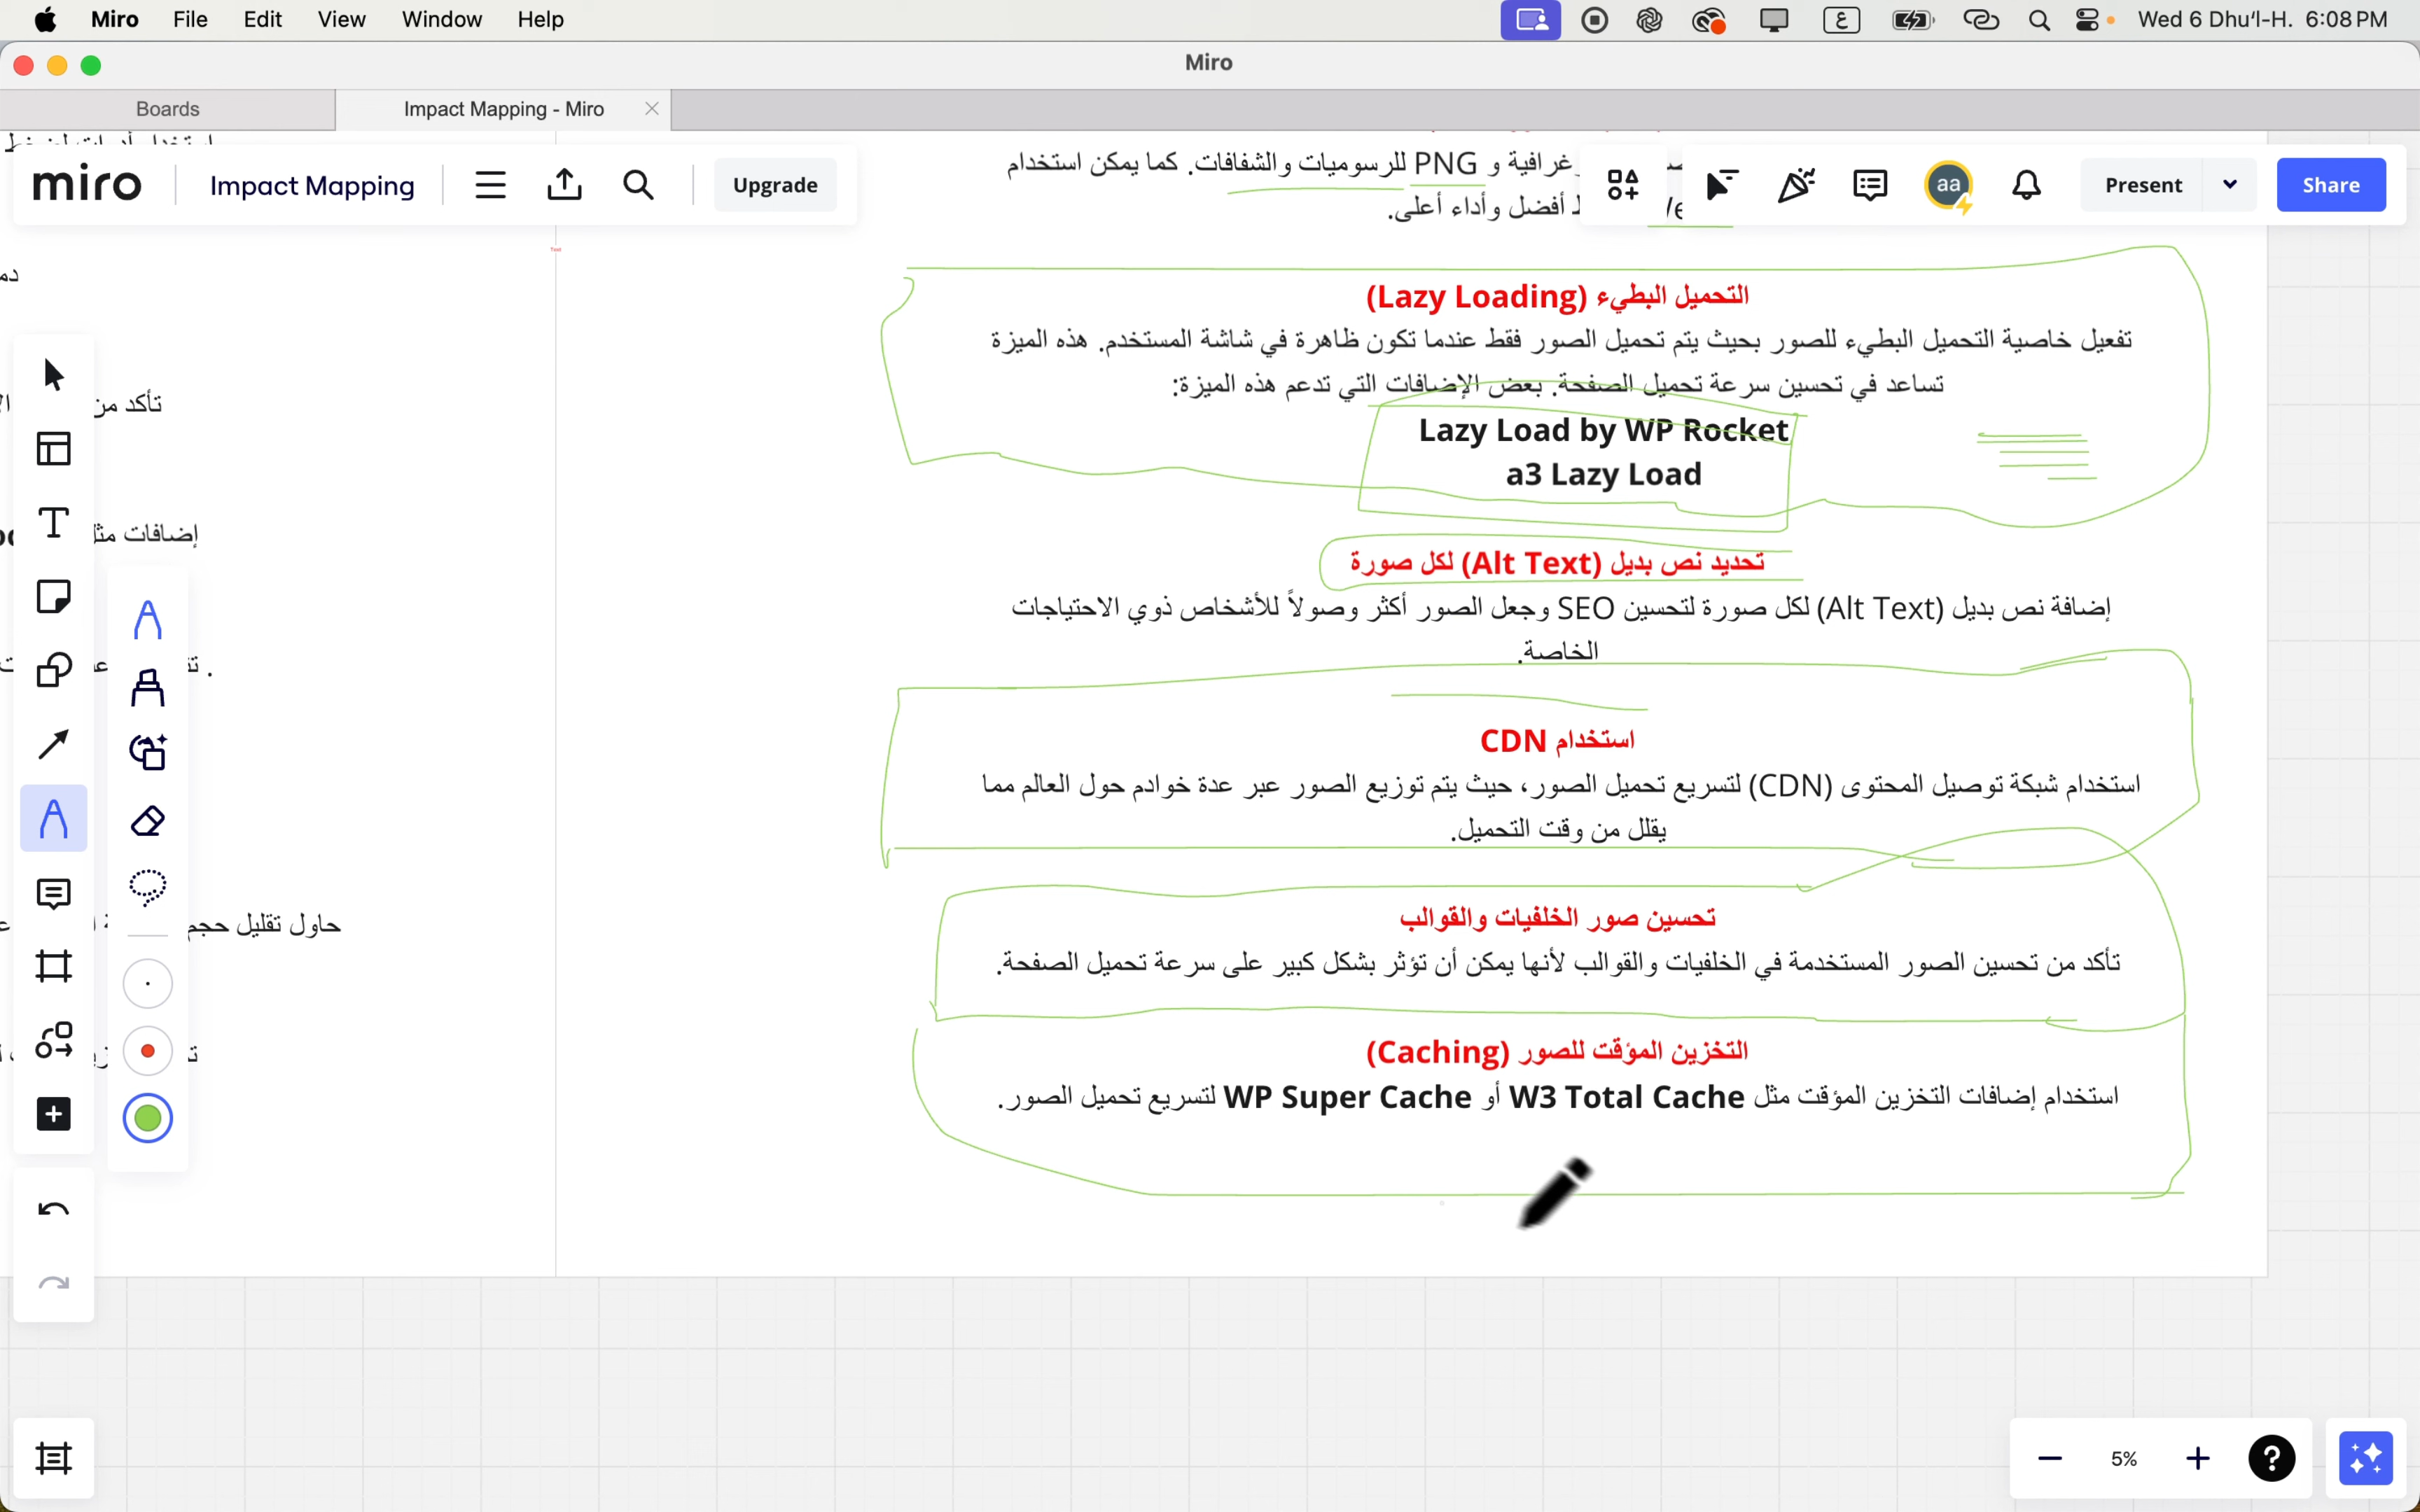 Miro File Edit View Window Help
Wed 6 Dhu'l-H. 6:08 PM
Miro
Boards
Impact Mapping - Miro
miro
Impact Mapping
Upgrade
Present
Share
aa
غرافية و PNG للرسوميات والشفافات. كما يمكن استخدام
أفضل وأداء أعلى.
Text
التحميل البطيء (Lazy Loading)
تفعيل خاصية التحميل البطيء للصور بحيث يتم تحميل الصور فقط عندما تكون ظاهرة في شاشة المستخدم. هذه الميزة
تساعد في تحسين سرعة تحميل الصفحة. بعض الإضافات التي تدعم هذه الميزة:
Lazy Load by WP Rocket
a3 Lazy Load
تحديد نص بديل (Alt Text) لكل صورة
إضافة نص بديل (Alt Text) لكل صورة لتحسين SEO وجعل الصور أكثر وصولاً للأشخاص ذوي الاحتياجات
الخاصة.
استخدام CDN
استخدام شبكة توصيل المحتوى (CDN) لتسريع تحميل الصور، حيث يتم توزيع الصور عبر عدة خوادم حول العالم مما
يقلل من وقت التحميل.
تحسين صور الخلفيات والقوالب
تأكد من تحسين الصور المستخدمة في الخلفيات والقوالب لأنها يمكن أن تؤثر بشكل كبير على سرعة تحميل الصفحة.
التخزين المؤقت للصور (Caching)
استخدام إضافات التخزين المؤقت مثل W3 Total Cache أو WP Super Cache لتسريع تحميل الصور.
تأكد من
إضافات مثل
حاول تقليل حجم
5%